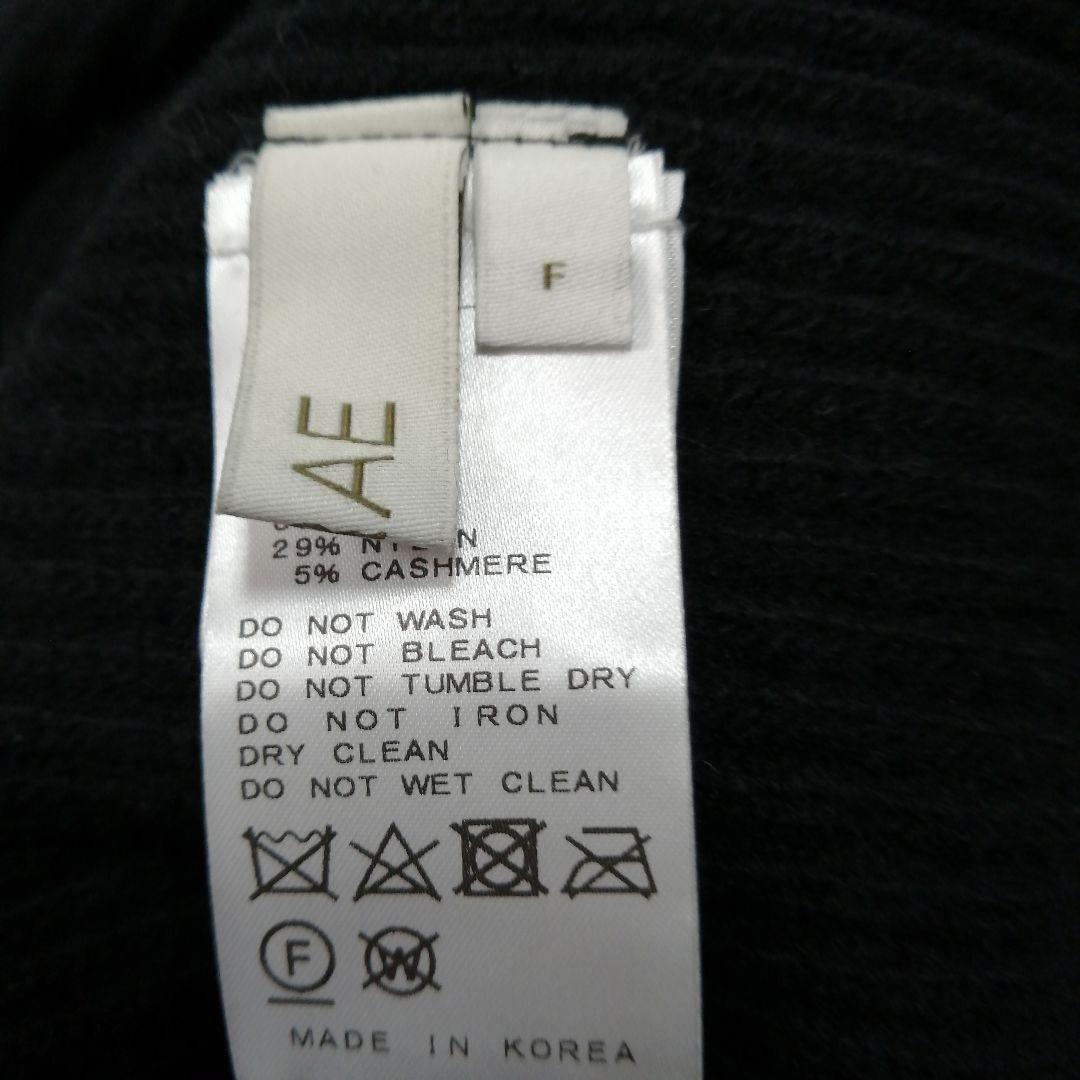 F
AE
29% NYLON
5% CASHMERE
DO NOT WASH
DO NOT BLEACH
DO NOT TUMBLE DRY
DO NOT IRON
DRY CLEAN
DO NOT WET CLEAN
F W
MADE IN KOREA